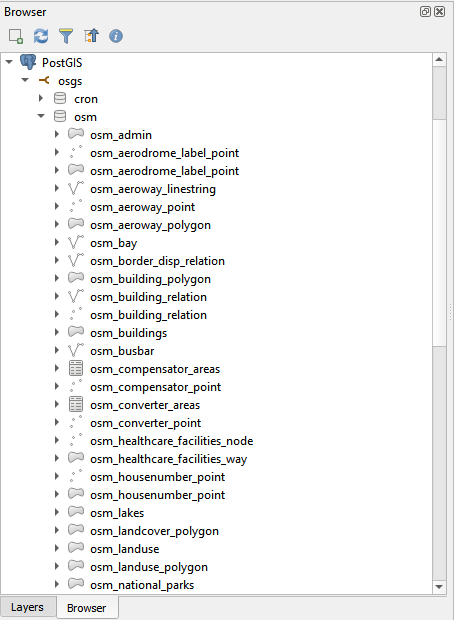 Browser
PostGIS
osgs
cron
osm
osm_admin
osm_aerodrome_label_point
osm_aerodrome_label_point
osm_aeroway_linestring
osm_aeroway_point
osm_aeroway_polygon
osm_bay
osm_border_disp_relation
osm_building_polygon
osm_building_relation
osm_building_relation
osm_buildings
osm_busbar
osm_compensator_areas
osm_compensator_point
osm_converter_areas
osm_converter_point
osm_healthcare_facilities_node
osm_healthcare_facilities_way
osm_housenumber_point
osm_housenumber_point
osm_lakes
osm_landcover_polygon
osm_landuse
osm_landuse_polygon
osm_national_parks
Layers Browser